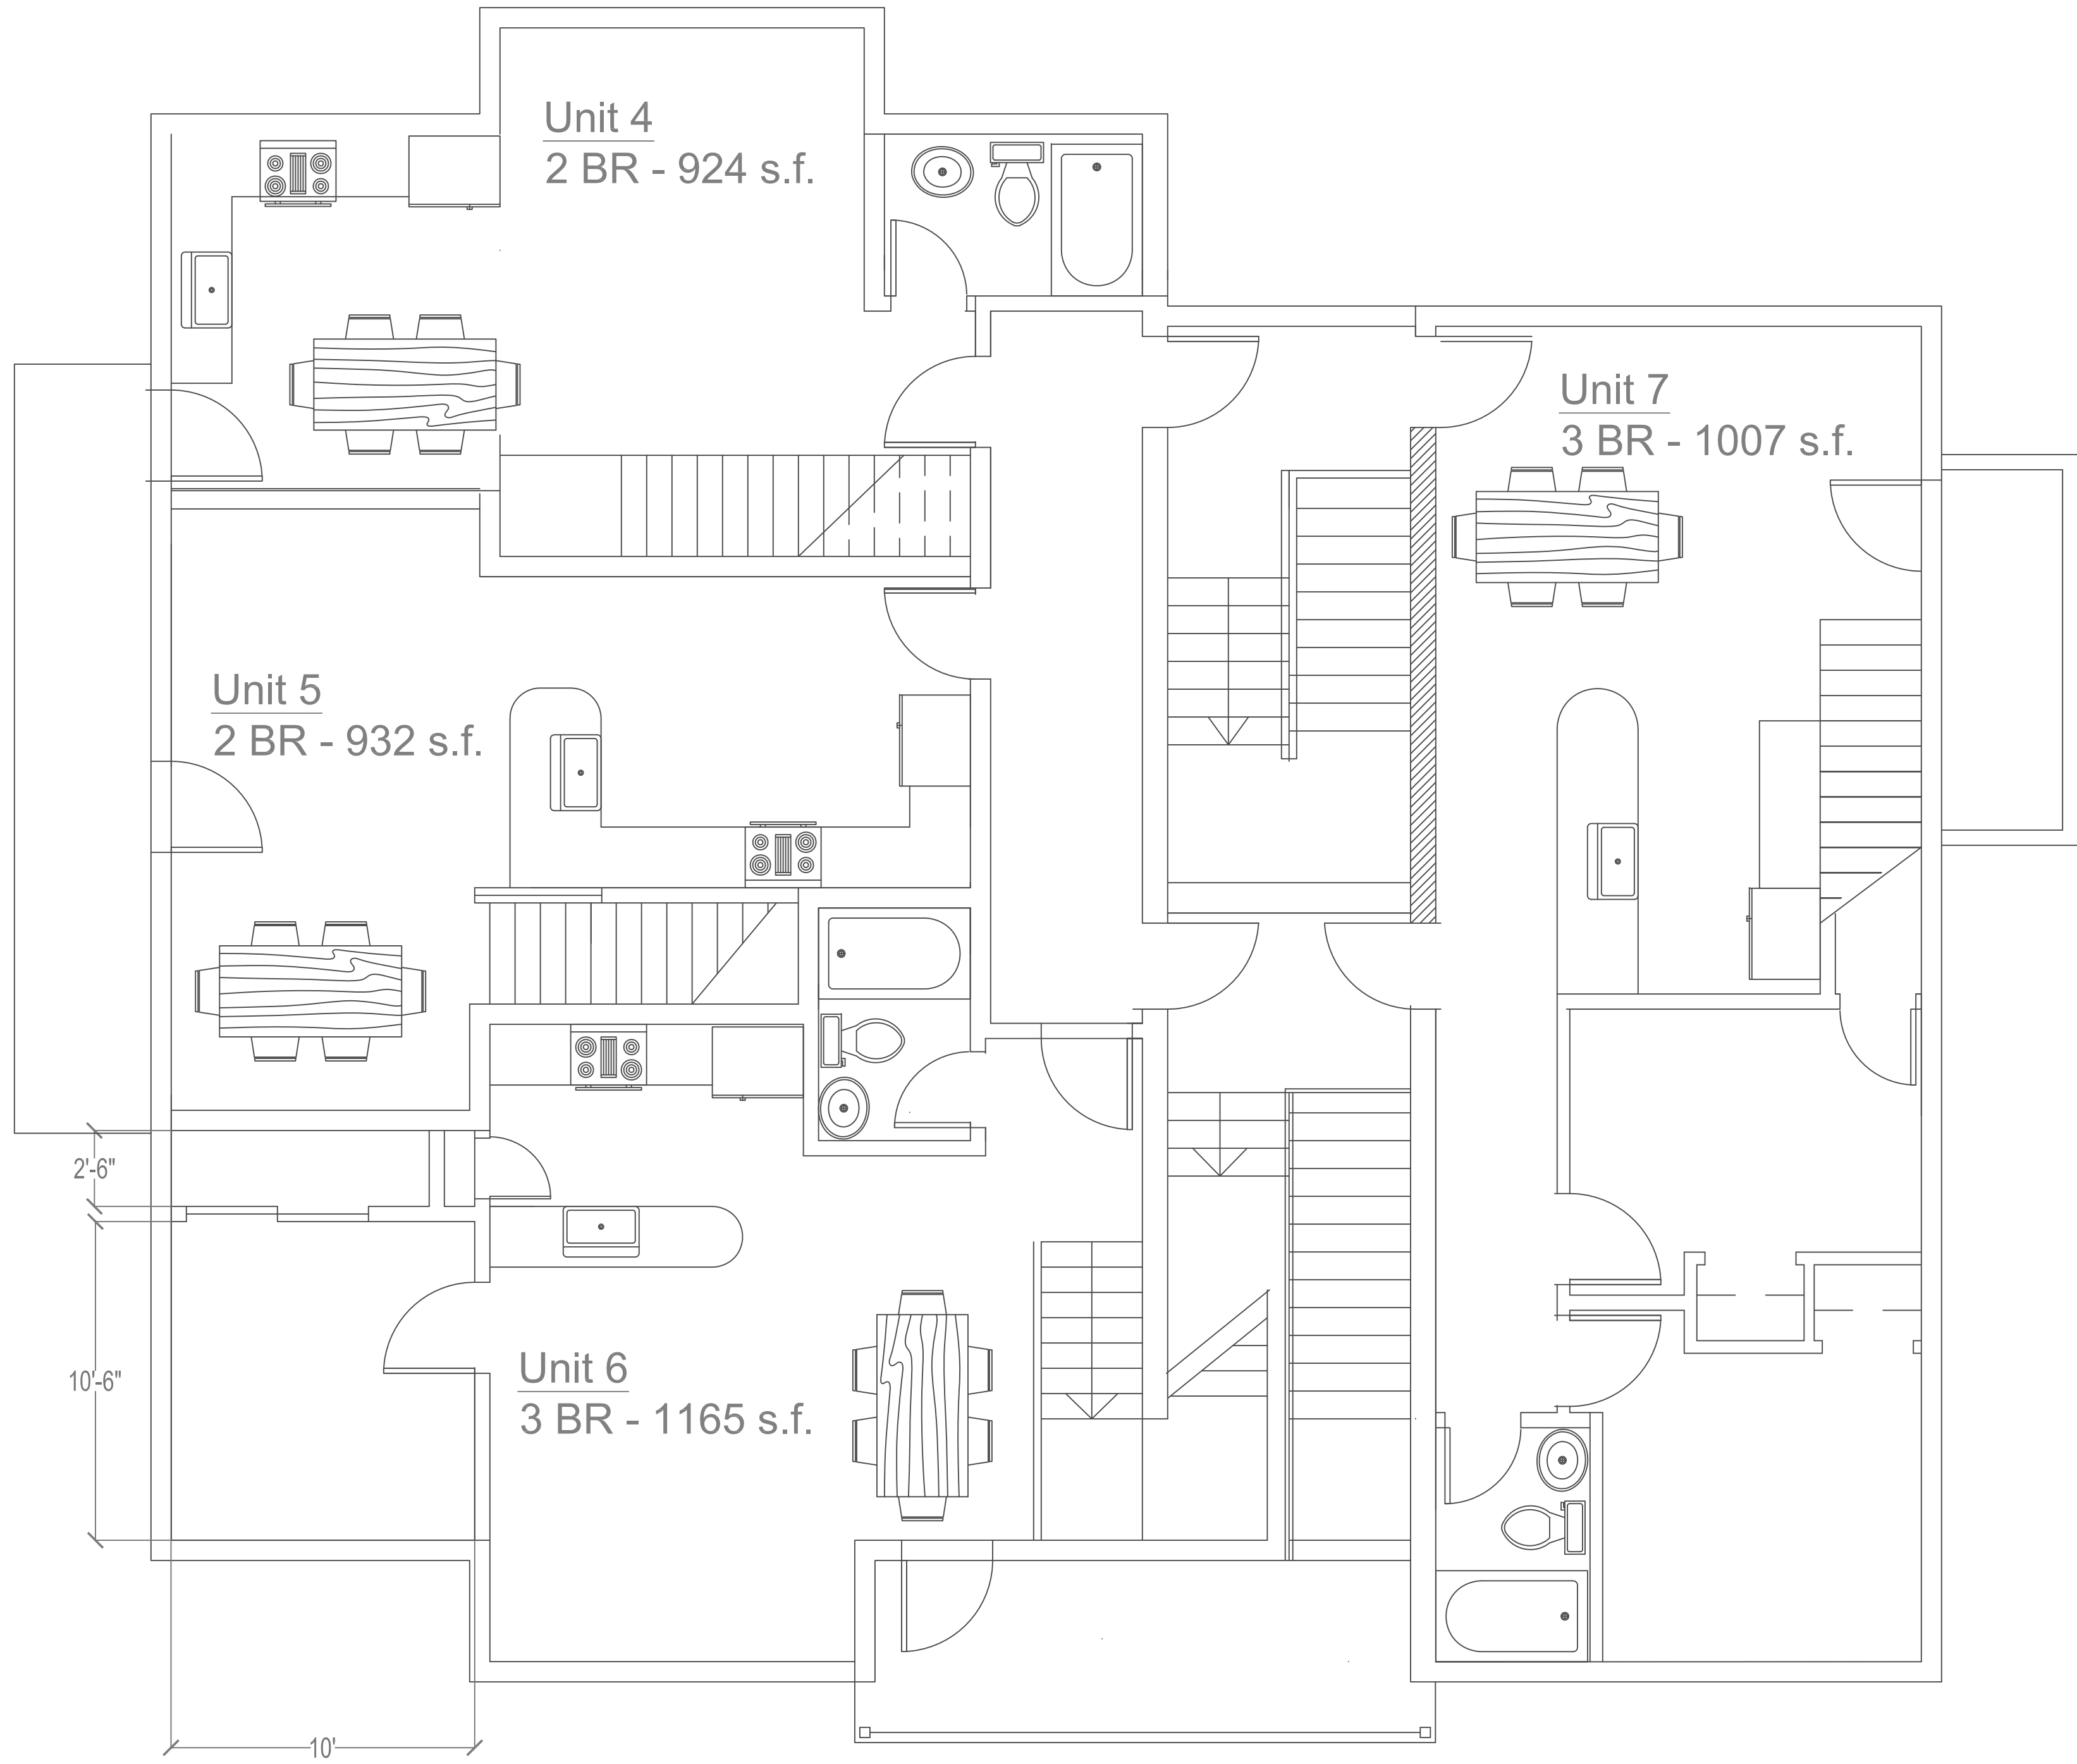 Unit 4
2 BR - 924 s.f.
Unit 7
3 BR - 1007 s.f.
Unit 5
2 BR - 932 s.f.
2'-6"
10'-6"
Unit 6
3 BR - 1165 s.f.
10'